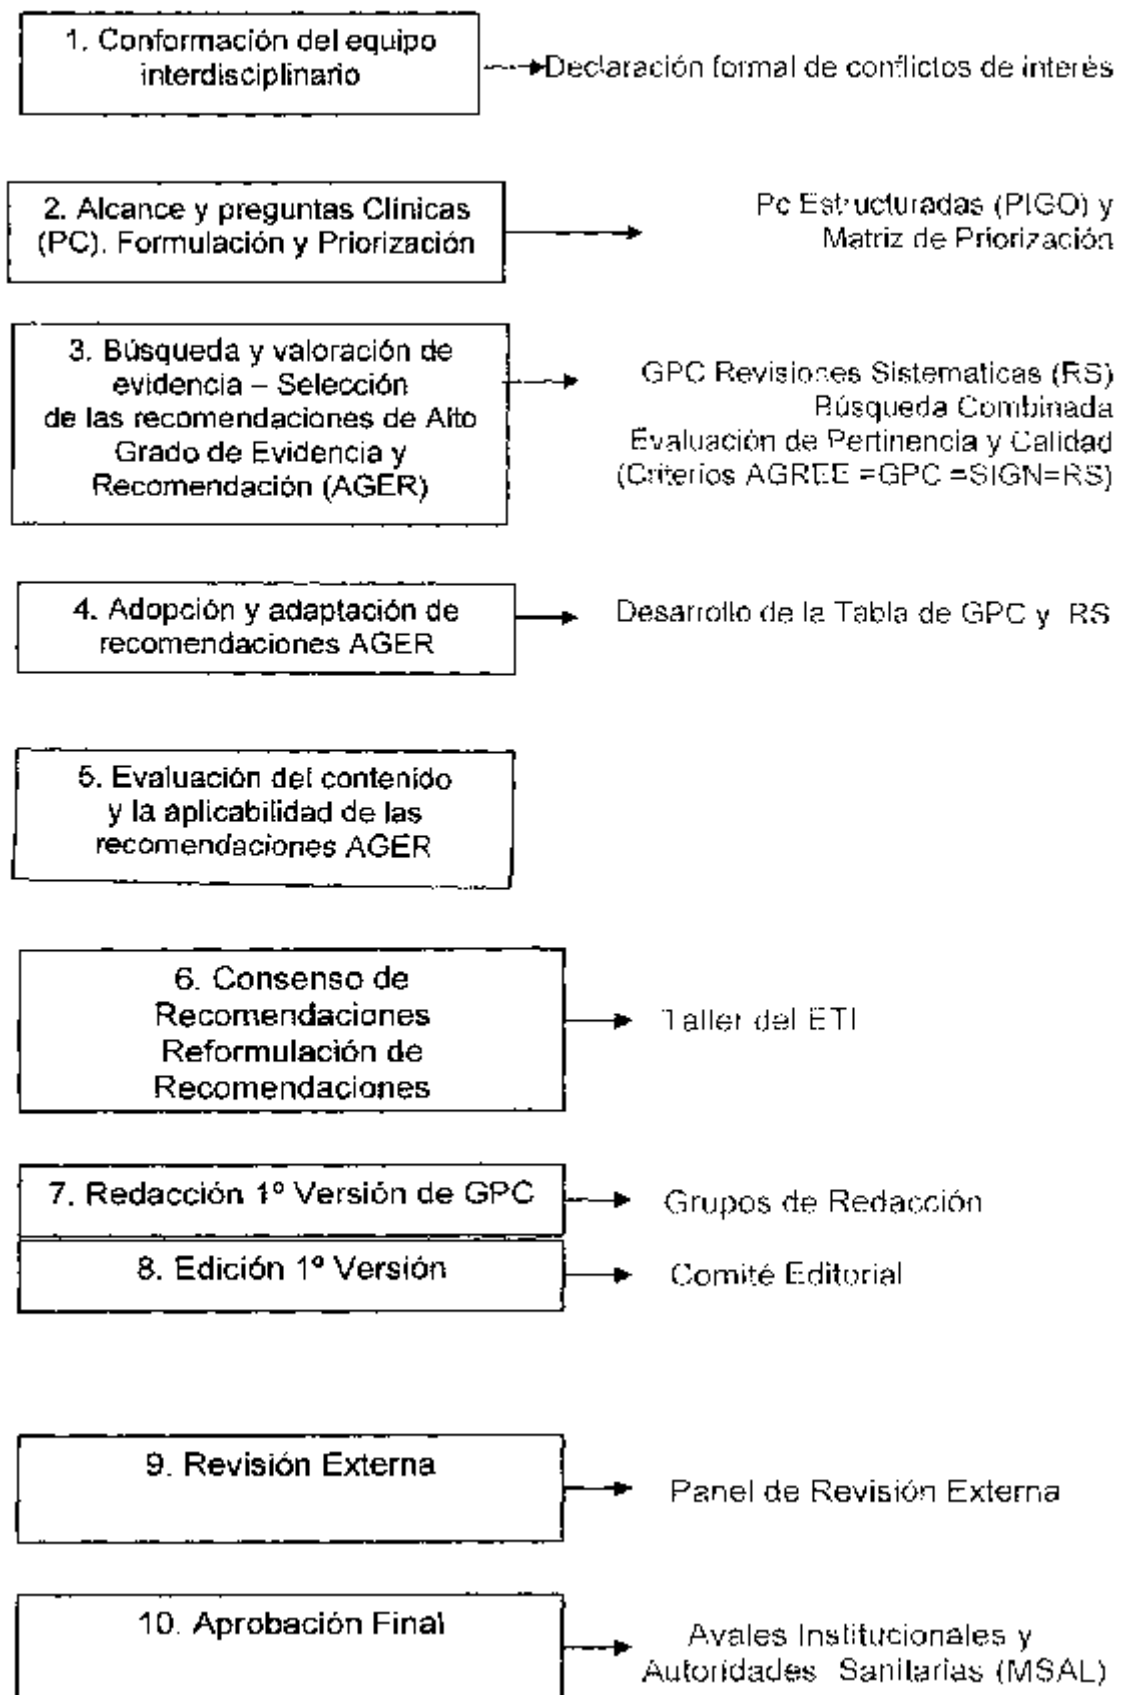 1. Conformación del equipo
interdisciplinario
Declaración formal de conflictos de interés
2. Alcance y preguntas Clínicas
(PC). Formulación y Priorización
Pc Estructuradas (PIGO) y
Matriz de Priorización
3. Búsqueda y valoración de
evidencia – Selección
de las recomendaciones de Alto
Grado de Evidencia y
Recomendación (AGER)
GPC Revisiones Sistematicas (RS)
Búsqueda Combinada
Evaluación de Pertinencia y Calidad
(Criterios AGREE =GPC =SIGN=RS)
4. Adopción y adaptación de
recomendaciones AGER
Desarrollo de la Tabla de GPC y RS
5. Evaluación del contenido
y la aplicabilidad de las
recomendaciones AGER
6. Consenso de
Recomendaciones
Reformulación de
Recomendaciones
Taller del ETI
7. Redacción 1º Versión de GPC
Grupos de Redacción
8. Edición 1º Versión
Comité Editorial
9. Revisión Externa
Panel de Revisión Externa
10. Aprobación Final
Avales Institucionales y
Autoridades Sanitarias (MSAL)